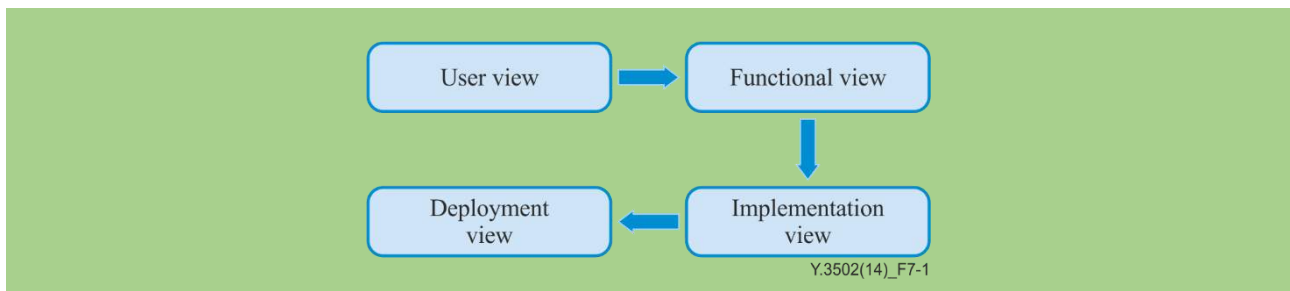 User view
Functional view
Deployment
view
Implementation
view
Y.3502(14)_F7-1